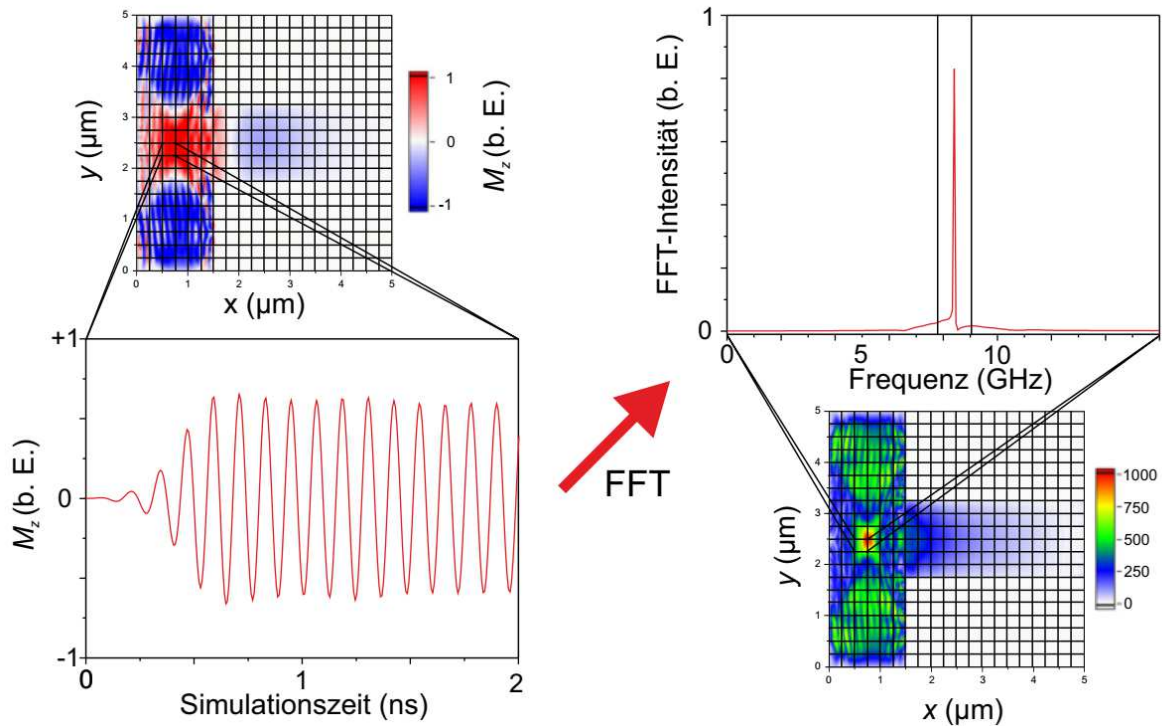 5
4
3
2
1
0
y (µm)
0 1 2 3 4 5
x (µm)
1
0
-1
M_z (b. E.)
+1
0
-1
M_z (b. E.)
0 1 2
Simulationszeit (ns)
FFT
1
0
FFT-Intensität (b. E.)
0 5 10
Frequenz (GHz)
5
4
3
2
1
0
y (µm)
0 1 2 3 4 5
x (µm)
1000
750
500
250
0